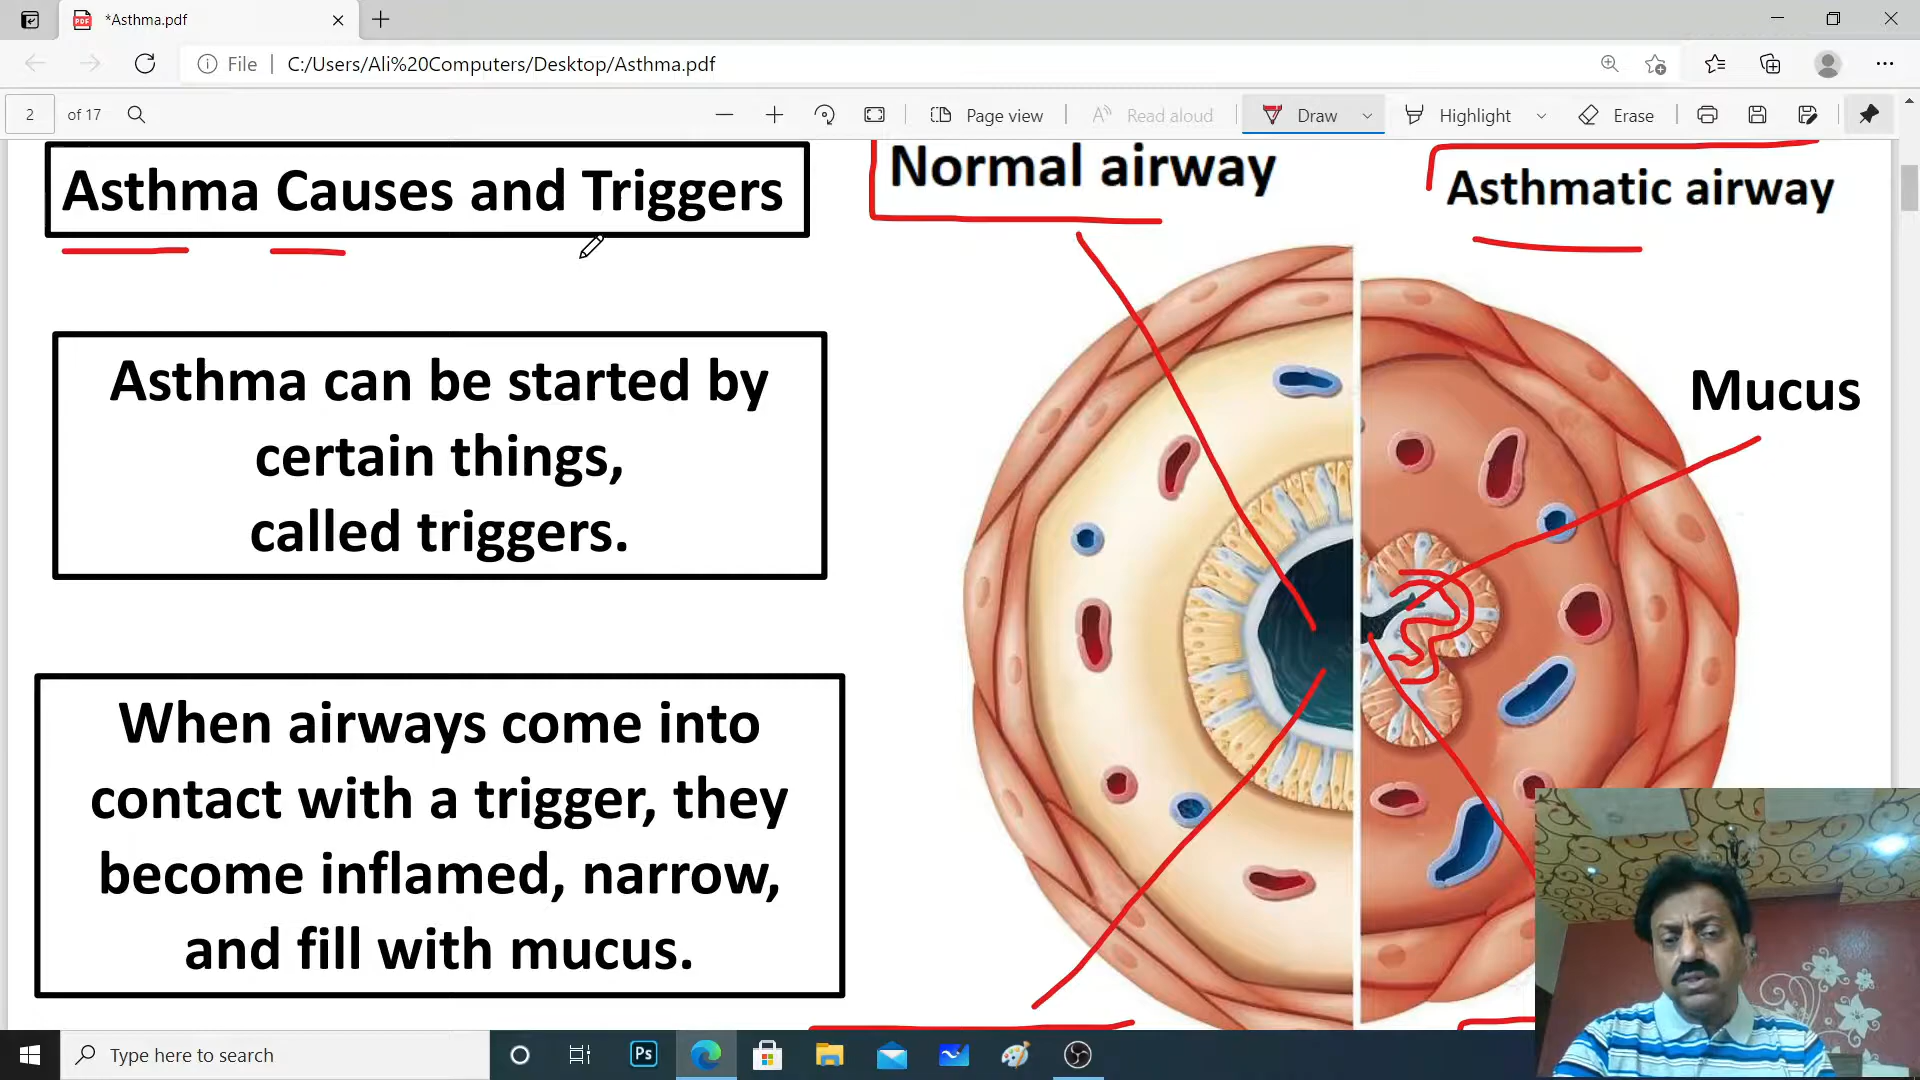 *Asthma.pdf
File
C:/Users/Ali%20Computers/Desktop/Asthma.pdf
2 of 17
Page view
Read aloud
Draw
Highlight
Erase
Asthma Causes and Triggers
Normal airway
Asthmatic airway
Asthma can be started by
certain things,
called triggers.
Mucus
When airways come into
contact with a trigger, they
become inflamed, narrow,
and fill with mucus.
Type here to search
Ps